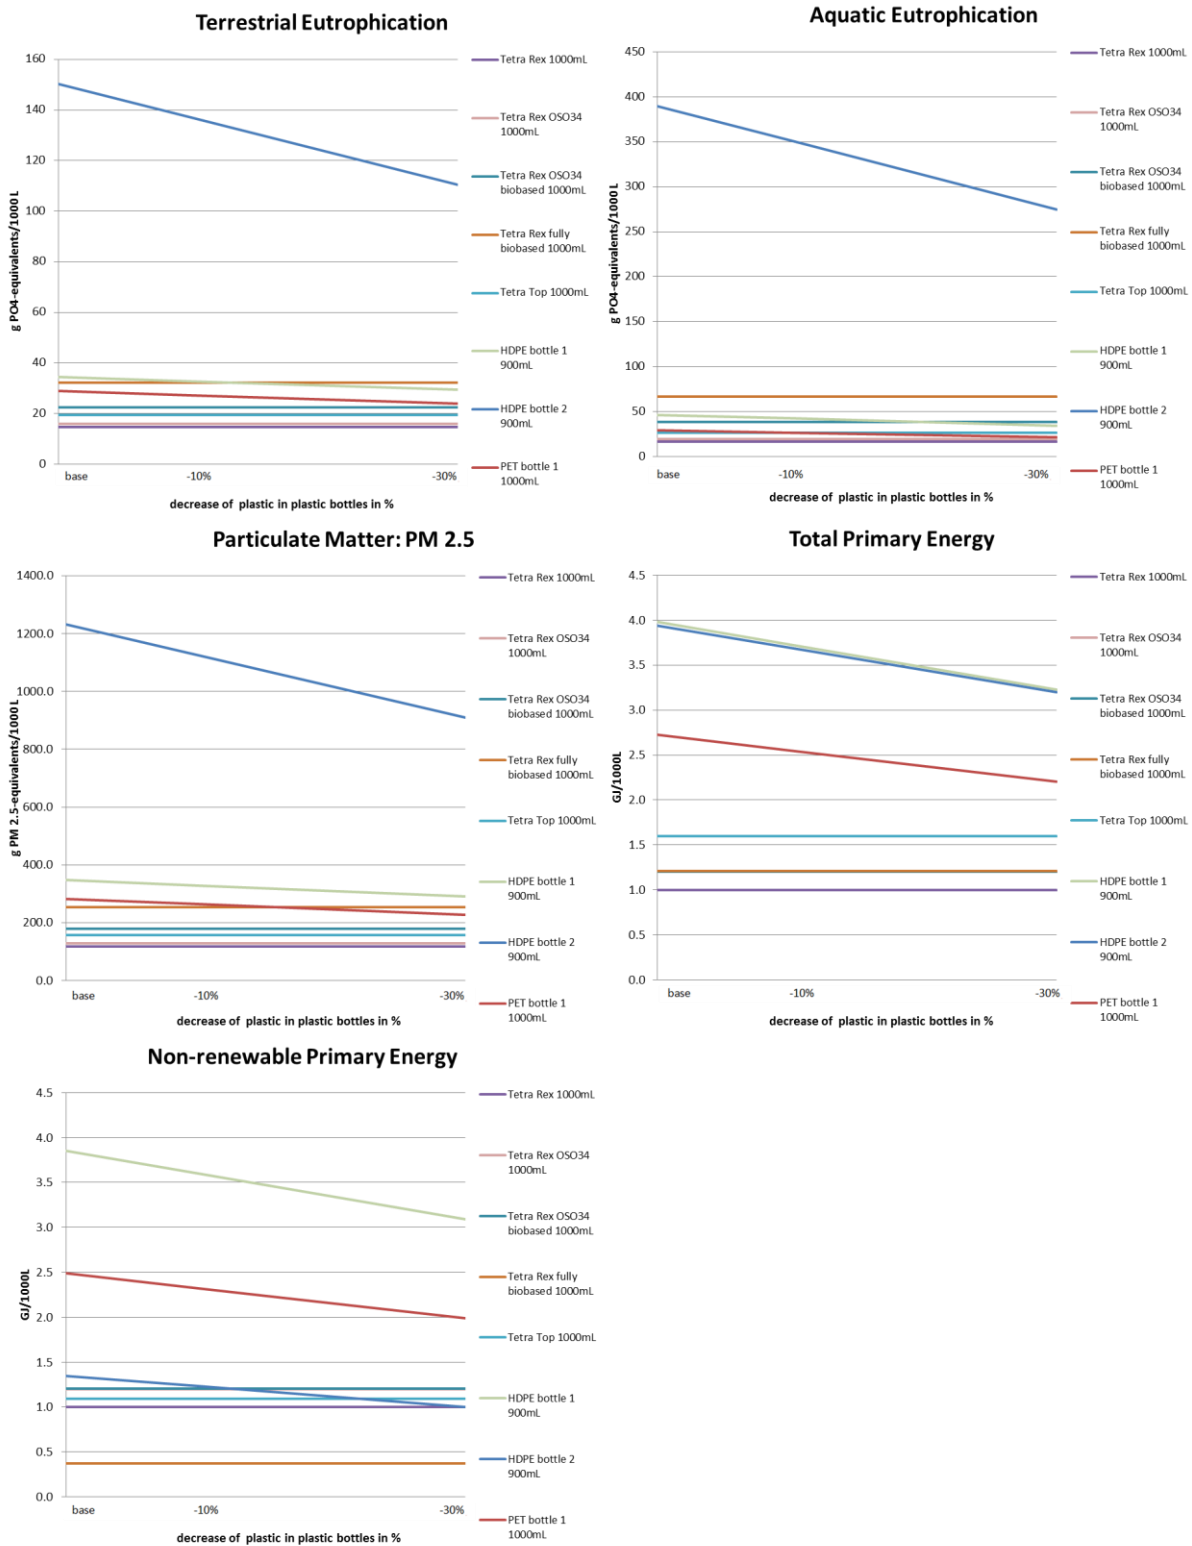 Terrestrial Eutrophication
160
140
120
100
80
60
40
20
0
g PO4-equivalents/1000 L
base
-10%
-30%
decrease of plastic in plastic bottles in %
Tetra Rex 1000mL
Tetra Rex OSO34
1000mL
Tetra Rex OSO34
biobased 1000mL
Tetra Rex fully
biobased 1000mL
Tetra Top 1000mL
HDPE bottle 1
900mL
HDPE bottle 2
900mL
PET bottle 1
1000mL
Aquatic Eutrophication
450
400
350
300
250
200
150
100
50
0
g PO4-equivalents/1000 L
base
-10%
-30%
decrease of plastic in plastic bottles in %
Tetra Rex 1000mL
Tetra Rex OSO34
1000mL
Tetra Rex OSO34
biobased 1000mL
Tetra Rex fully
biobased 1000mL
Tetra Top 1000mL
HDPE bottle 1
900mL
HDPE bottle 2
900mL
PET bottle 1
1000mL
Particulate Matter: PM 2.5
1400.0
1200.0
1000.0
800.0
600.0
400.0
200.0
0.0
g PM 2.5-equivalents/1000 L
base
-10%
-30%
decrease of plastic in plastic bottles in %
Tetra Rex 1000mL
Tetra Rex OSO34
1000mL
Tetra Rex OSO34
biobased 1000mL
Tetra Rex fully
biobased 1000mL
Tetra Top 1000mL
HDPE bottle 1
900mL
HDPE bottle 2
900mL
PET bottle 1
1000mL
Total Primary Energy
4.5
4.0
3.5
3.0
2.5
2.0
1.5
1.0
0.5
0.0
GJ/1000L
base
-10%
-30%
decrease of plastic in plastic bottles in %
Tetra Rex 1000mL
Tetra Rex OSO34
1000mL
Tetra Rex OSO34
biobased 1000mL
Tetra Rex fully
biobased 1000mL
Tetra Top 1000mL
HDPE bottle 1
900mL
HDPE bottle 2
900mL
PET bottle 1
1000mL
Non-renewable Primary Energy
4.5
4.0
3.5
3.0
2.5
2.0
1.5
1.0
0.5
0.0
GJ/1000L
base
-10%
-30%
decrease of plastic in plastic bottles in %
Tetra Rex 1000mL
Tetra Rex OSO34
1000mL
Tetra Rex OSO34
biobased 1000mL
Tetra Rex fully
biobased 1000mL
Tetra Top 1000mL
HDPE bottle 1
900mL
HDPE bottle 2
900mL
PET bottle 1
1000mL